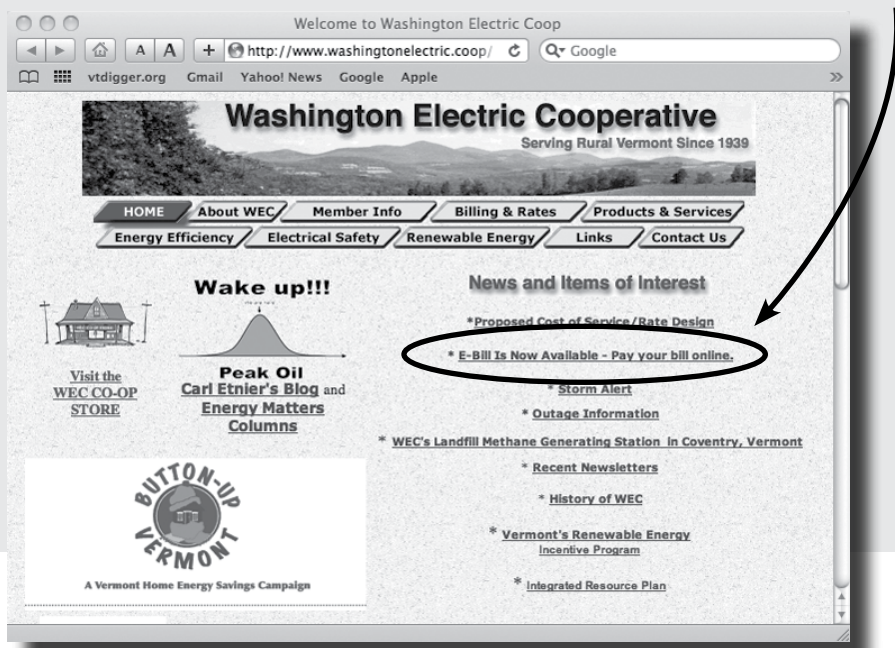 Welcome to Washington Electric Coop
A A + http://www.washingtonelectric.coop/ Google
vtdigger.org Gmail Yahoo! News Google Apple »
Washington Electric Cooperative
Serving Rural Vermont Since 1939
HOME About WEC Member Info Billing & Rates Products & Services
Energy Efficiency Electrical Safety Renewable Energy Links Contact Us
Visit the
WEC CO-OP
STORE
Wake up!!!
Peak Oil
Carl Etnier's Blog and
Energy Matters
Columns
BUTTON-UP
VERMONT
A Vermont Home Energy Savings Campaign
News and Items of Interest
*Proposed Cost of Service/Rate Design
* E-Bill Is Now Available - Pay your bill online.
* Storm Alert
* Outage Information
* WEC's Landfill Methane Generating Station in Coventry, Vermont
* Recent Newsletters
* History of WEC
* Vermont's Renewable Energy
Incentive Program
* Integrated Resource Plan